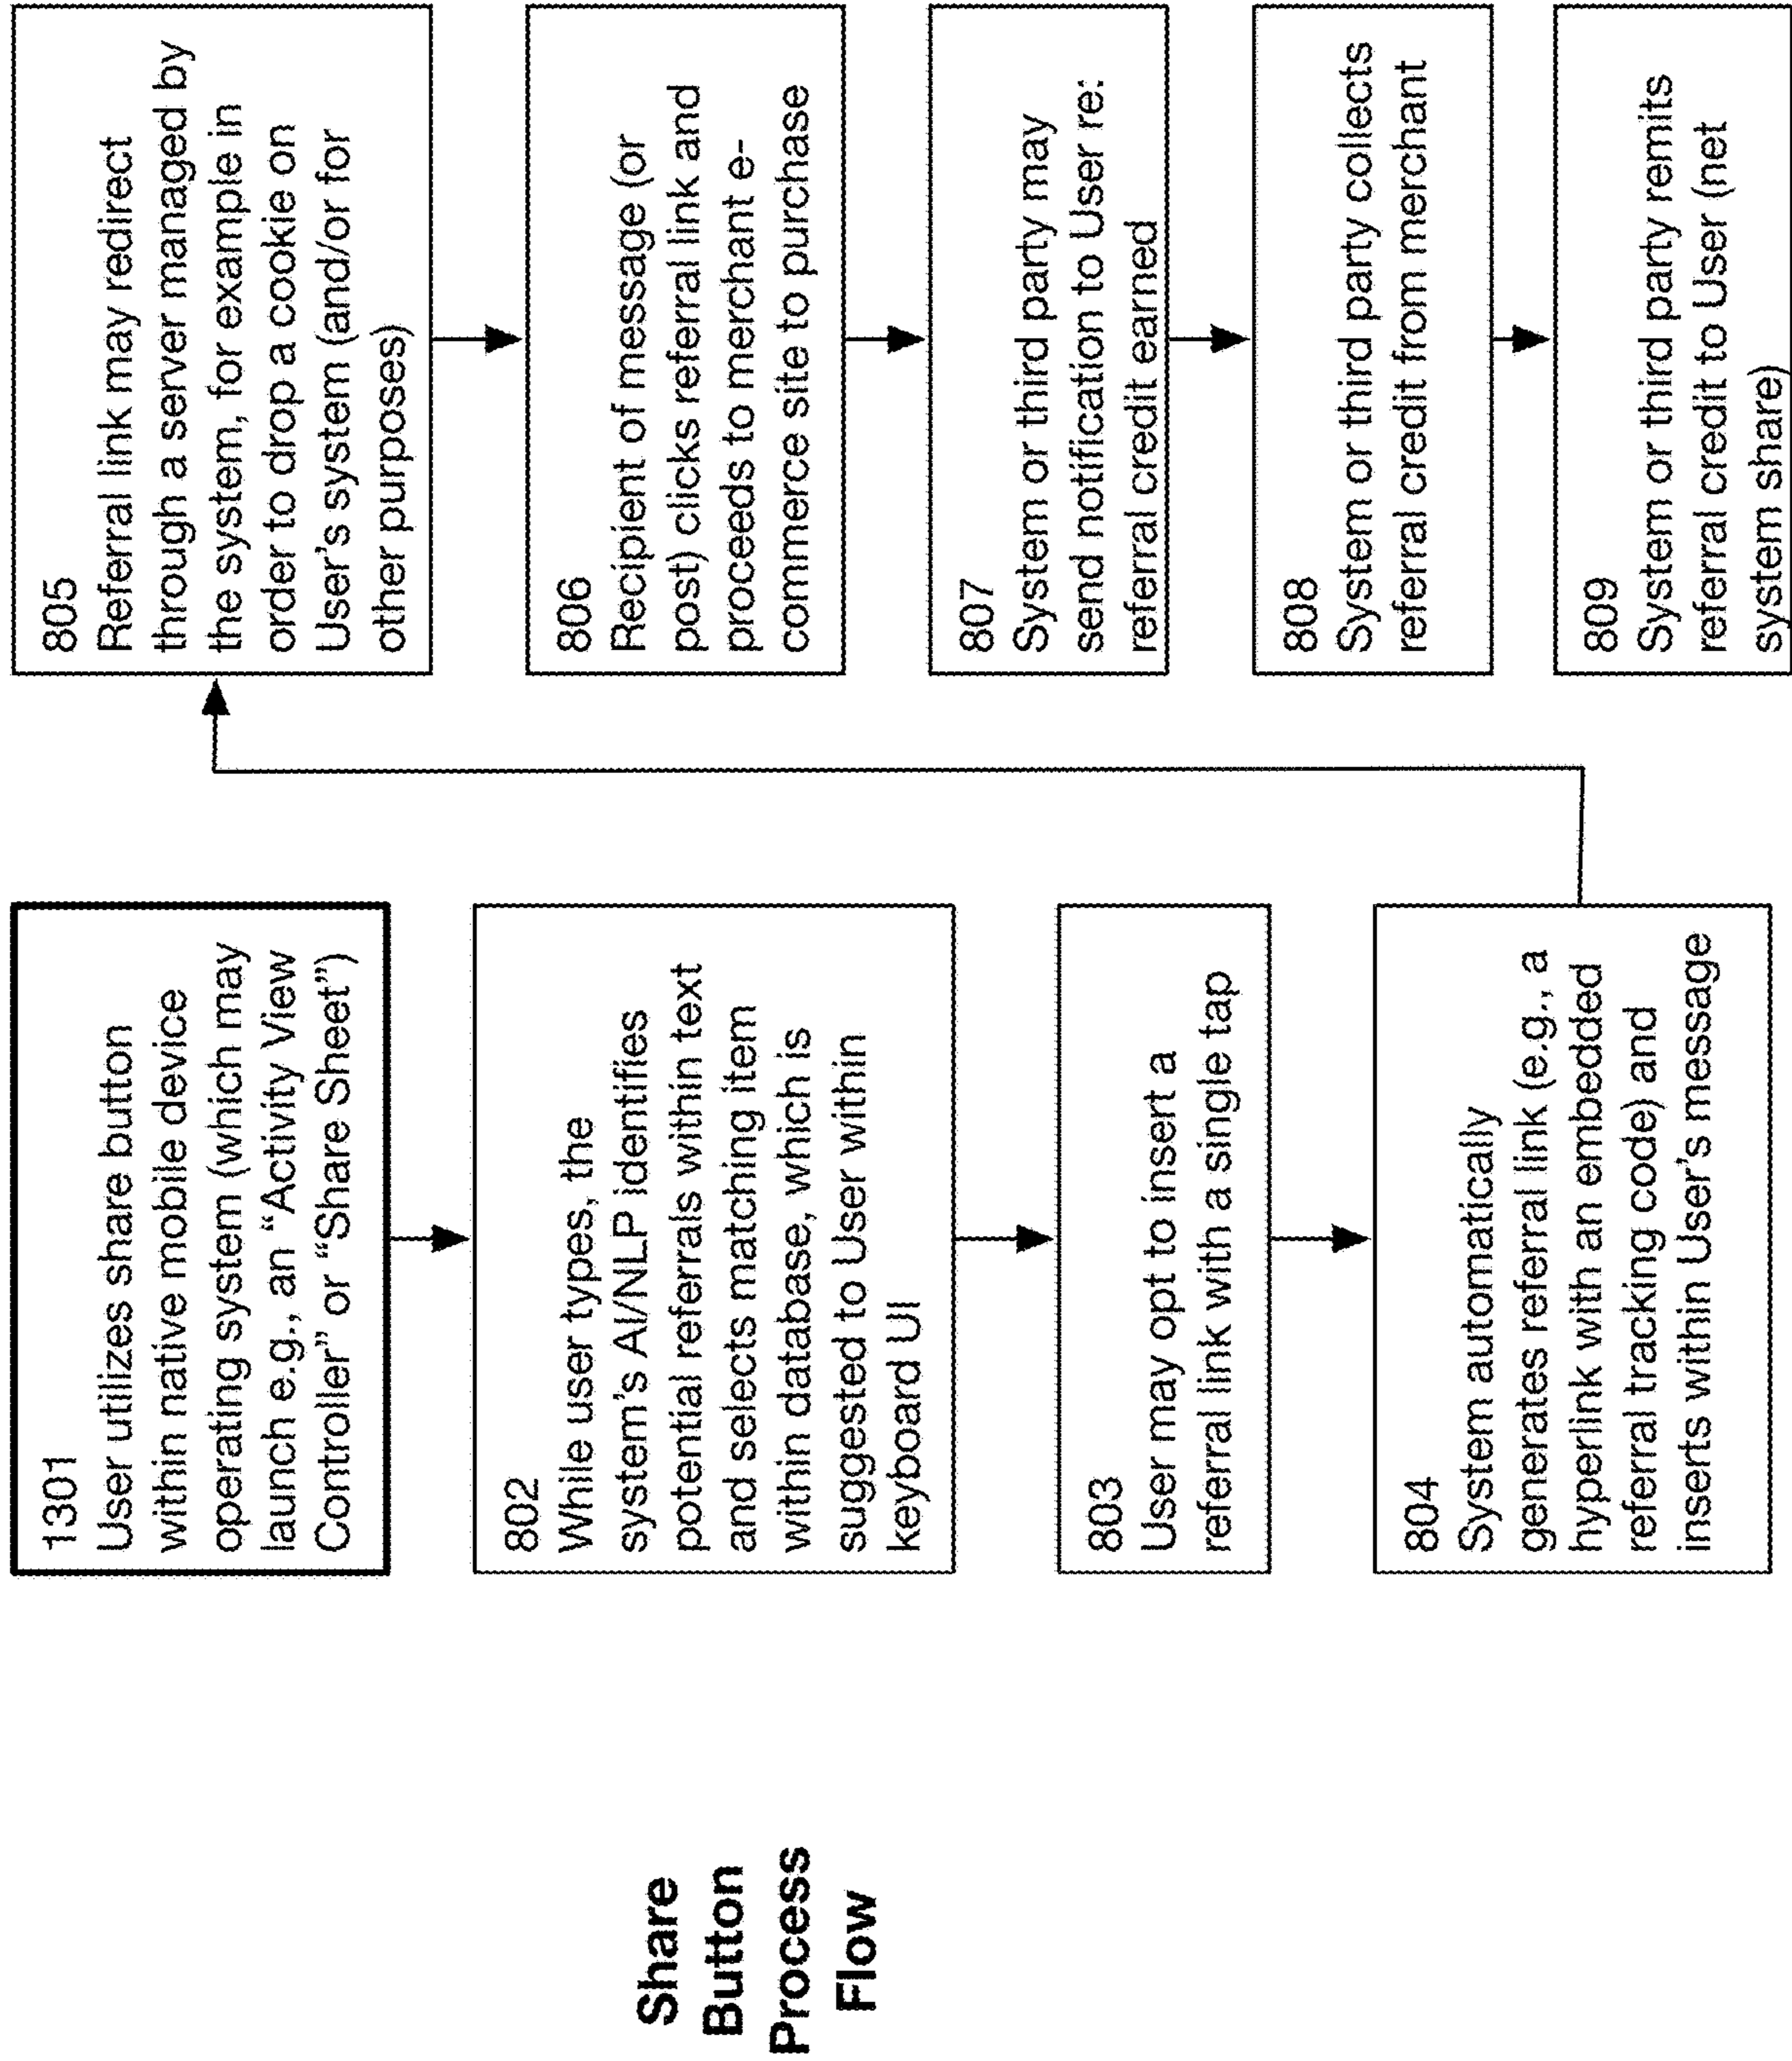 Share
Button
Process
Flow
1301
User utilizes share button
within native mobile device
operating system (which may
launch e.g., an “Activity View
Controller” or “Share Sheet”)
802
While user types, the
system's AI/NLP identifies
potential referrals within text
and selects matching item
within database, which is
suggested to User within
keyboard UI
803
User may opt to insert a
referral link with a single tap
804
System automatically
generates referral link (e.g., a
hyperlink with an embedded
referral tracking code) and
inserts within User's message
805
Referral link may redirect
through a server managed by
the system, for example in
order to drop a cookie on
User's system (and/or for
other purposes)
806
Recipient of message (or
post) clicks referral link and
proceeds to merchant e-
commerce site to purchase
807
System or third party may
send notification to User re:
referral credit earned
808
System or third party collects
referral credit from merchant
809
System or third party remits
referral credit to User (net
system share)